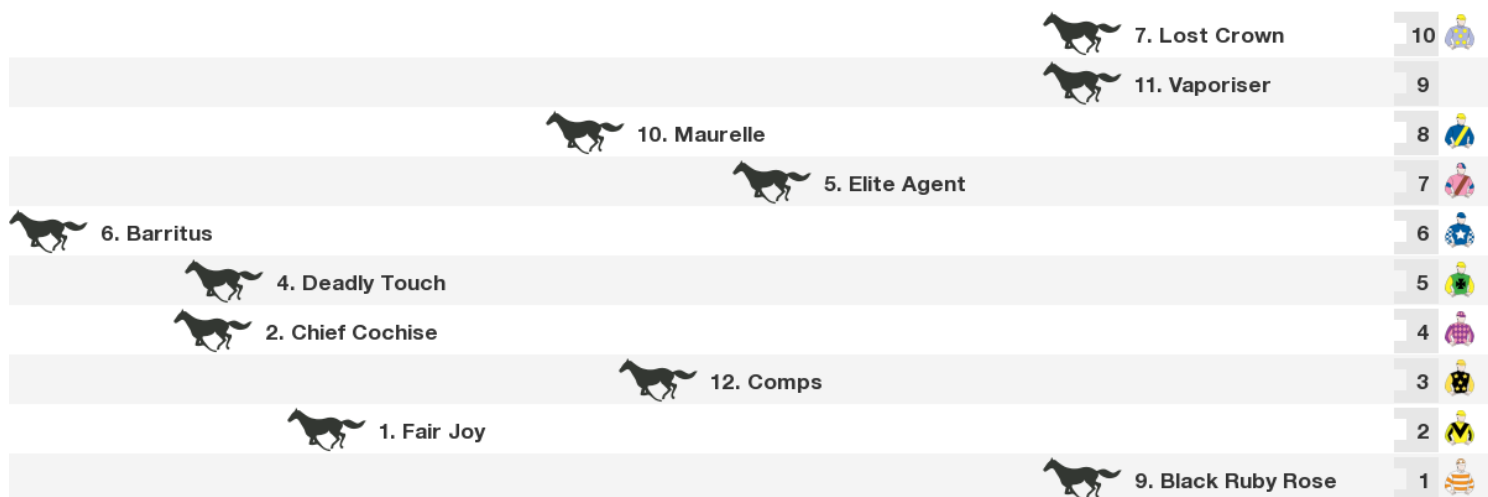 7. Lost Crown 10
11. Vaporiser 9
10. Maurelle 8
5. Elite Agent 7
6. Barritus 6
4. Deadly Touch 5
2. Chief Cochise 4
12. Comps 3
1. Fair Joy 2
9. Black Ruby Rose 1